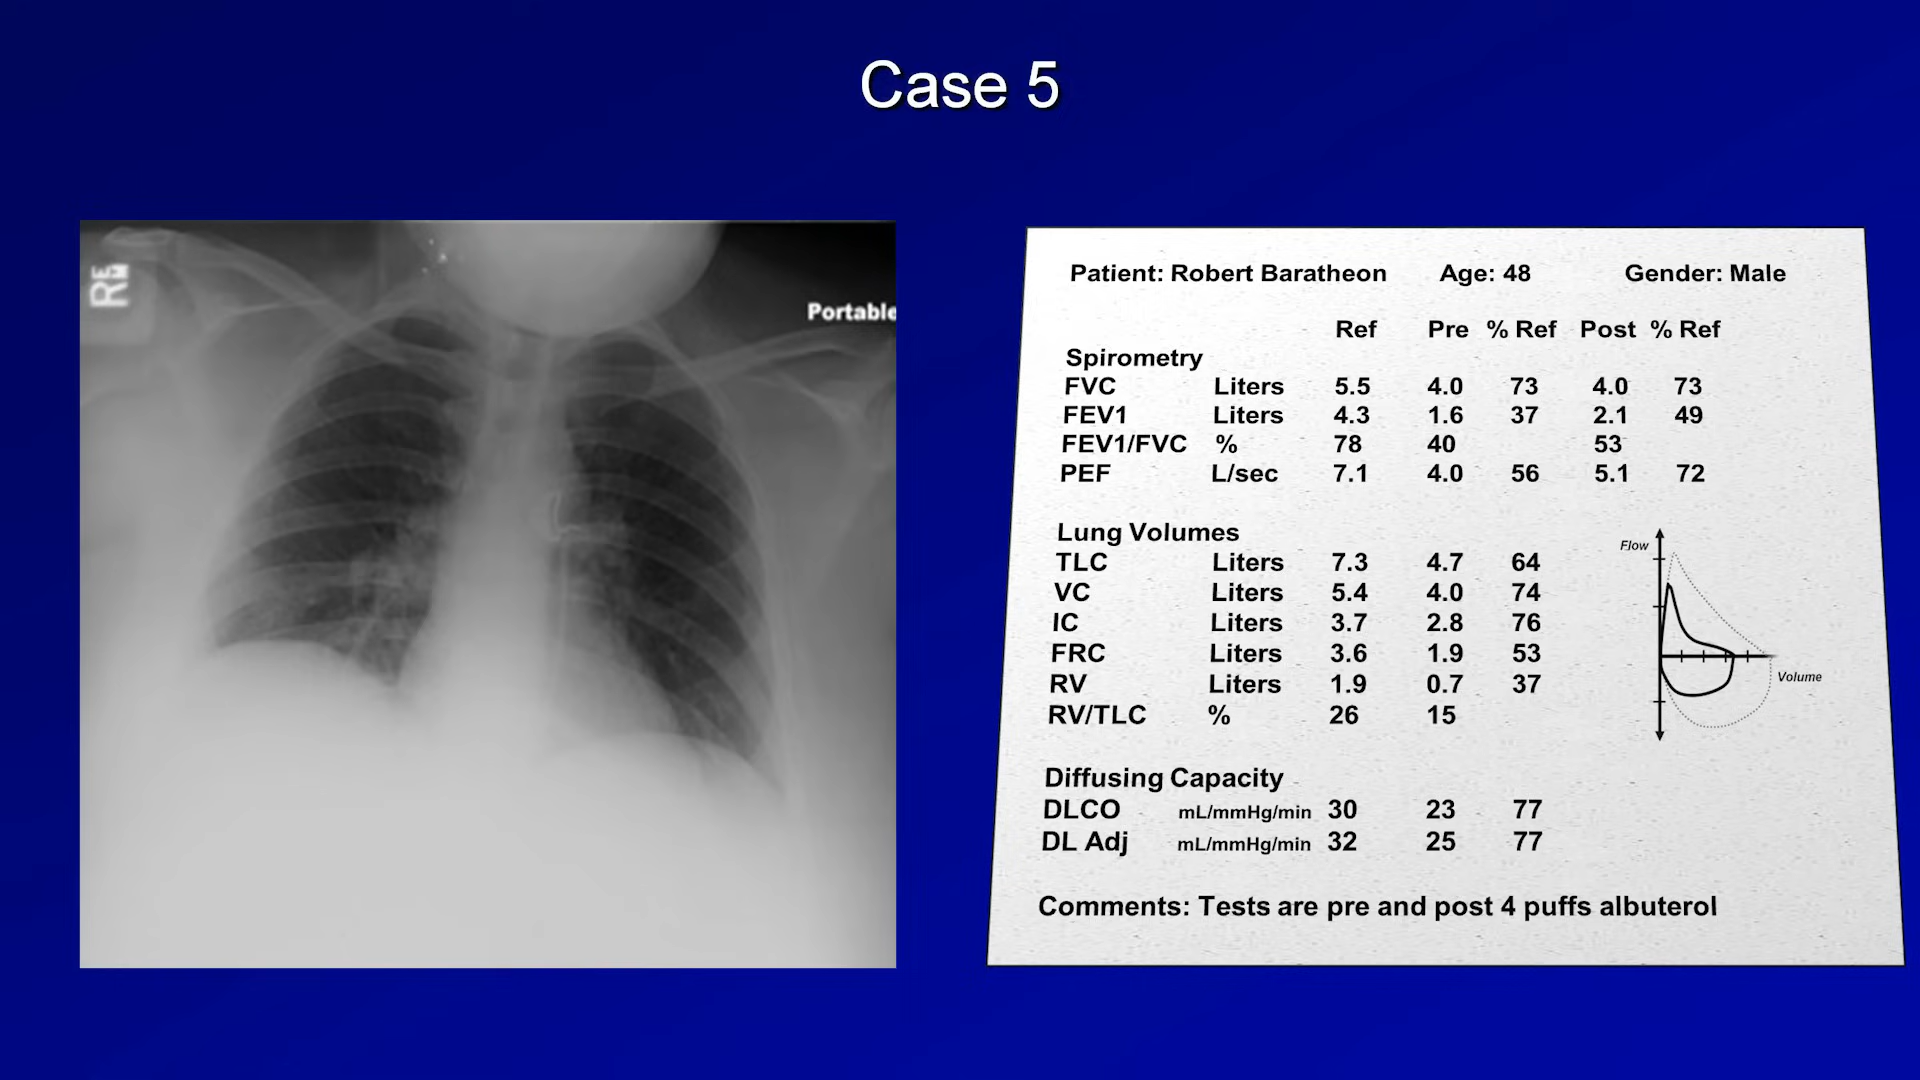 Case 5
RE
Portable
Patient: Robert Baratheon Age: 48 Gender: Male
Ref Pre % Ref Post % Ref
Spirometry
FVC Liters 5.5 4.0 73 4.0 73
FEV1 Liters 4.3 1.6 37 2.1 49
FEV1/FVC % 78 40 53
PEF L/sec 7.1 4.0 56 5.1 72
Lung Volumes
TLC Liters 7.3 4.7 64
VC Liters 5.4 4.0 74
IC Liters 3.7 2.8 76
FRC Liters 3.6 1.9 53
RV Liters 1.9 0.7 37
RV/TLC % 26 15
Flow
Volume
Diffusing Capacity
DLCO mL/mmHg/min 30 23 77
DL Adj mL/mmHg/min 32 25 77
Comments: Tests are pre and post 4 puffs albuterol